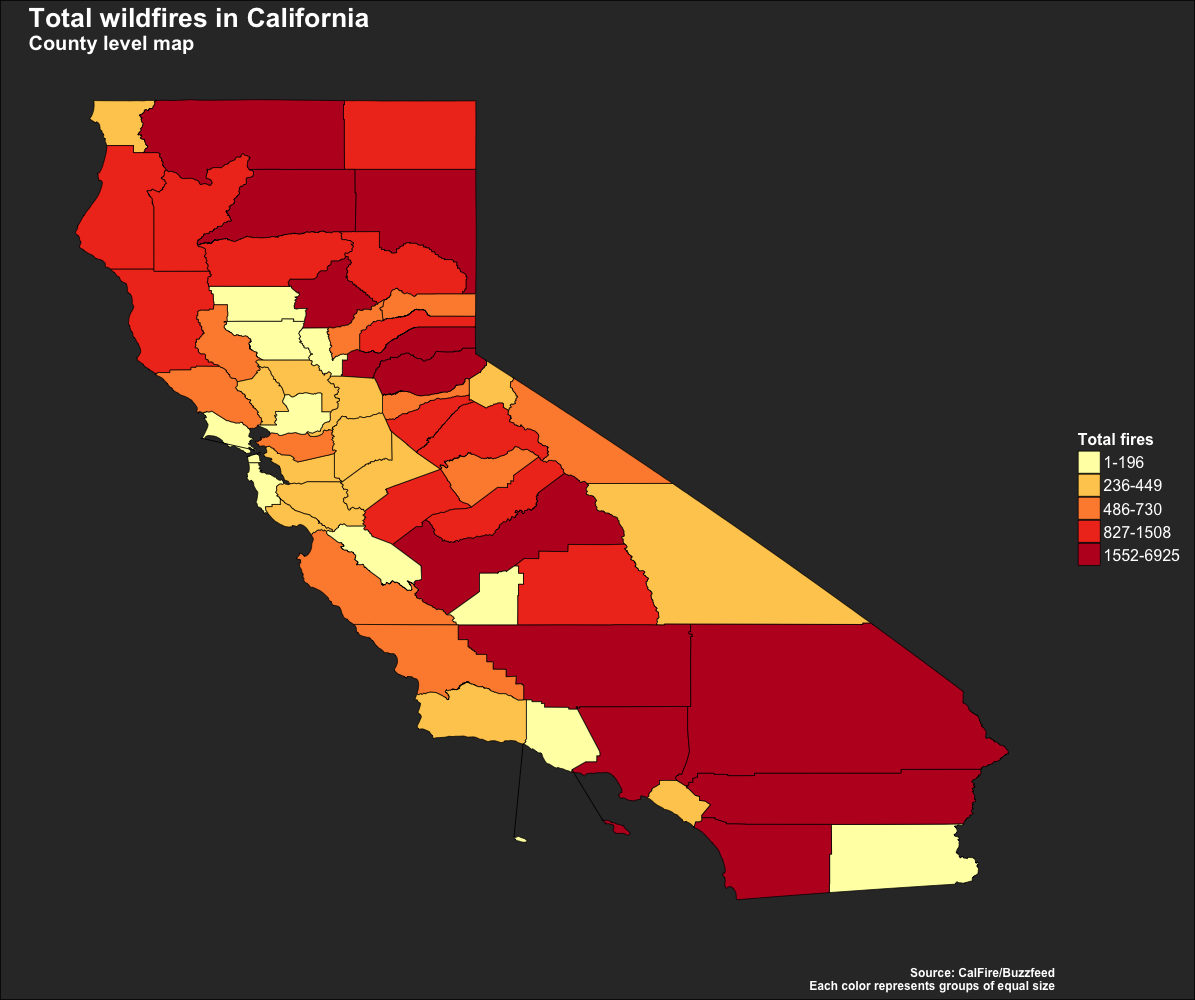 Total wildfires in California
County level map
Total fires
1-196
236-449
486-730
827-1508
1552-6925
Source: CalFire/Buzzfeed
Each color represents groups of equal size